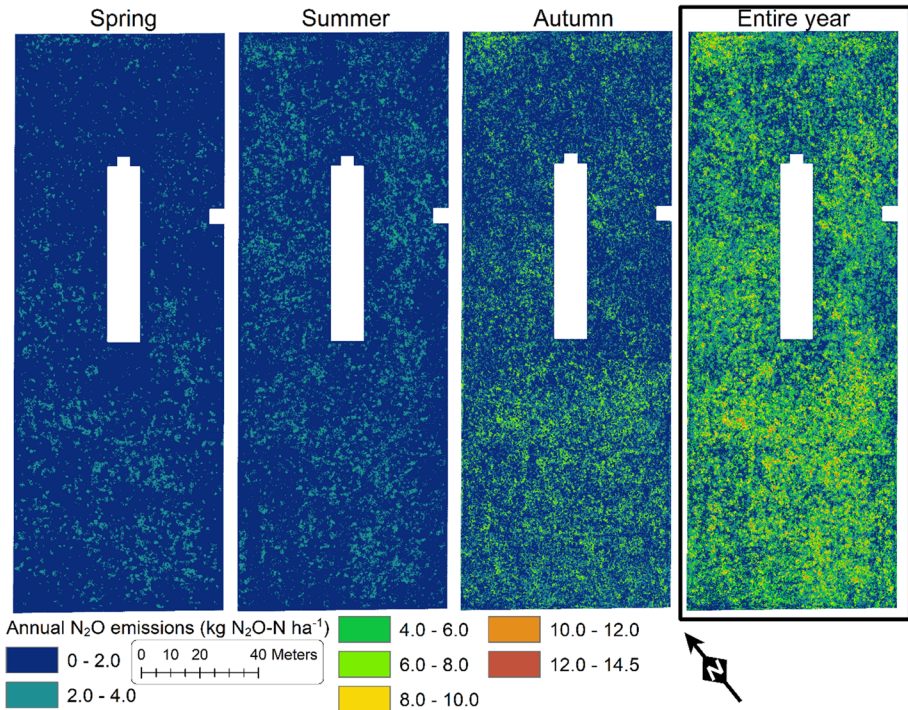 Spring Summer Autumn Entire year
Annual N₂O emissions (kg N₂O-N ha⁻¹)
0 - 2.0
2.0 - 4.0
0 10 20 40 Meters
4.0 - 6.0
6.0 - 8.0
8.0 - 10.0
10.0 - 12.0
12.0 - 14.5
N